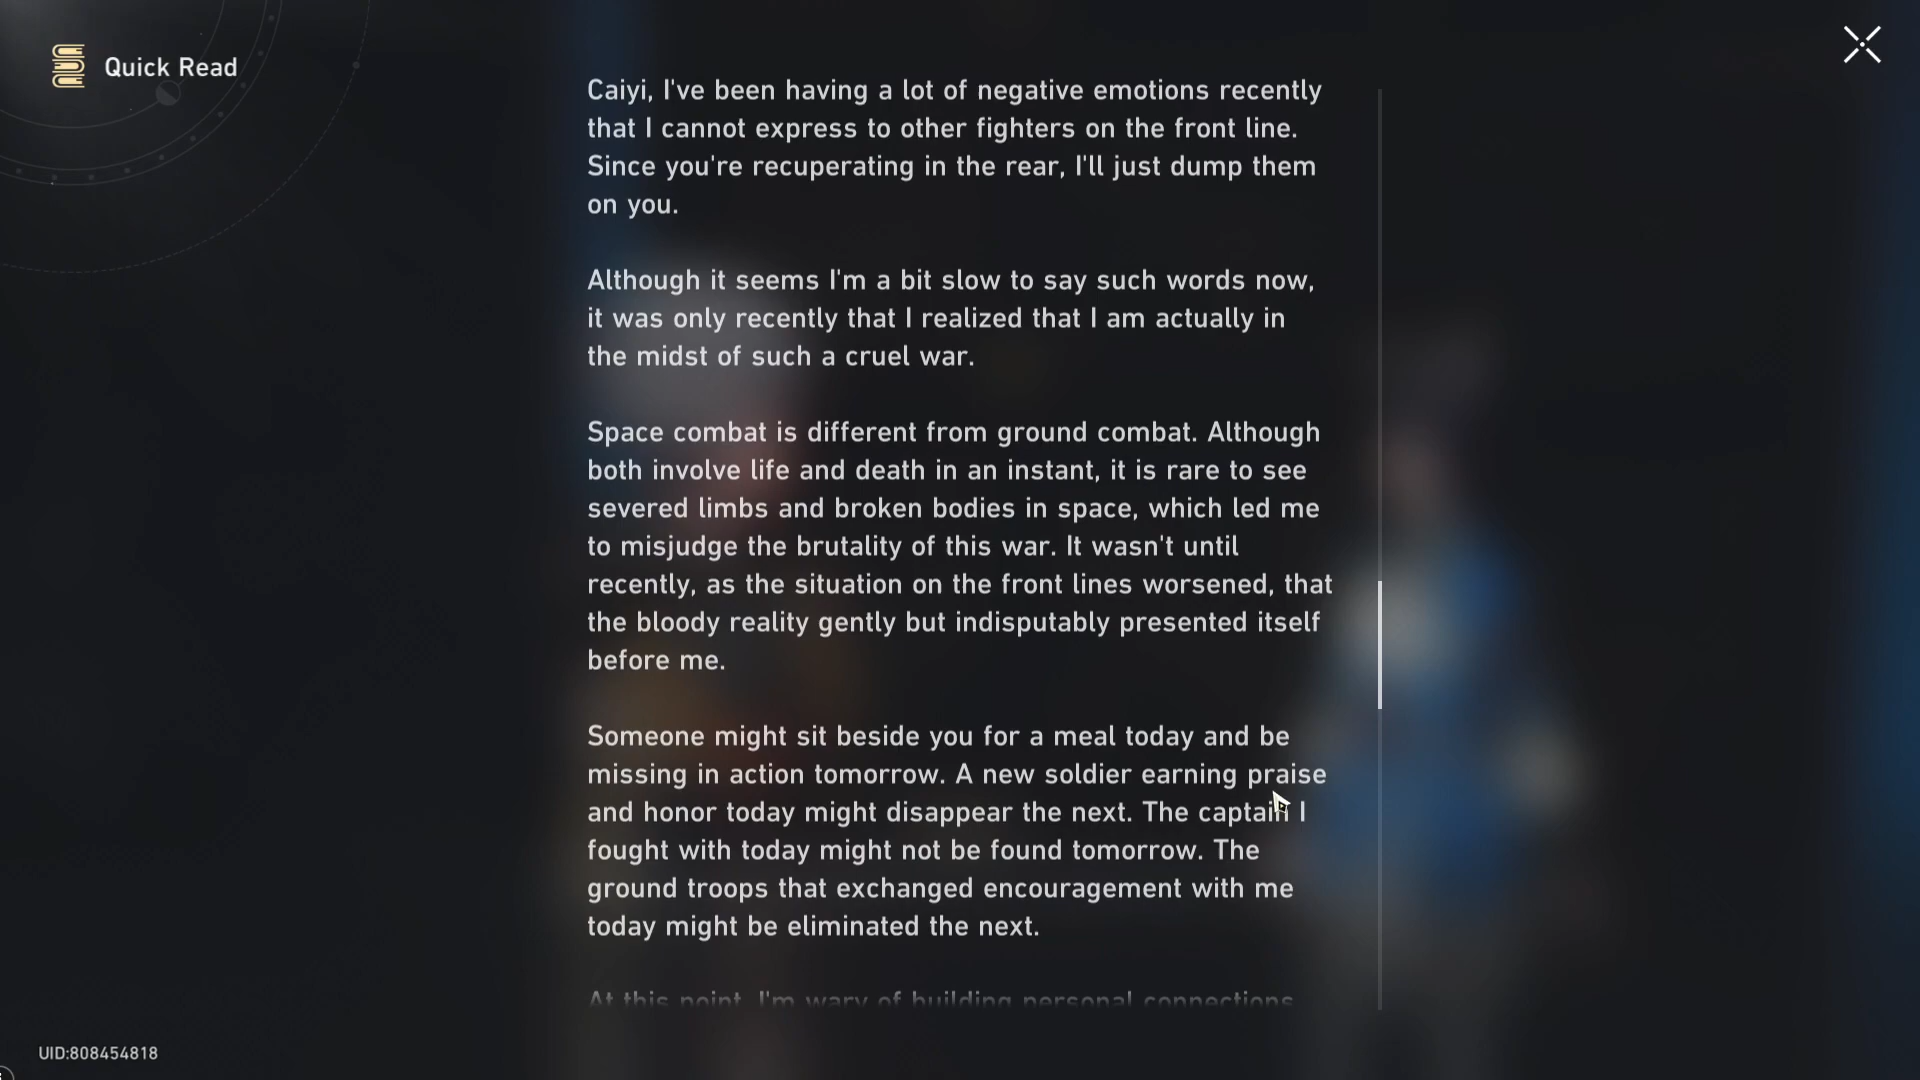 Quick Read
Caiyi, I've been having a lot of negative emotions recently
that I cannot express to other fighters on the front line.
Since you're recuperating in the rear, I'll just dump them
on you.
Although it seems I'm a bit slow to say such words now,
it was only recently that I realized that I am actually in
the midst of such a cruel war.
Space combat is different from ground combat. Although
both involve life and death in an instant, it is rare to see
severed limbs and broken bodies in space, which led me
to misjudge the brutality of this war. It wasn't until
recently, as the situation on the front lines worsened, that
the bloody reality gently but indisputably presented itself
before me.
Someone might sit beside you for a meal today and be
missing in action tomorrow. A new soldier earning praise
and honor today might disappear the next. The captain I
fought with today might not be found tomorrow. The
ground troops that exchanged encouragement with me
today might be eliminated the next.
At this point, I'm wary of building personal connections
UID:808454818